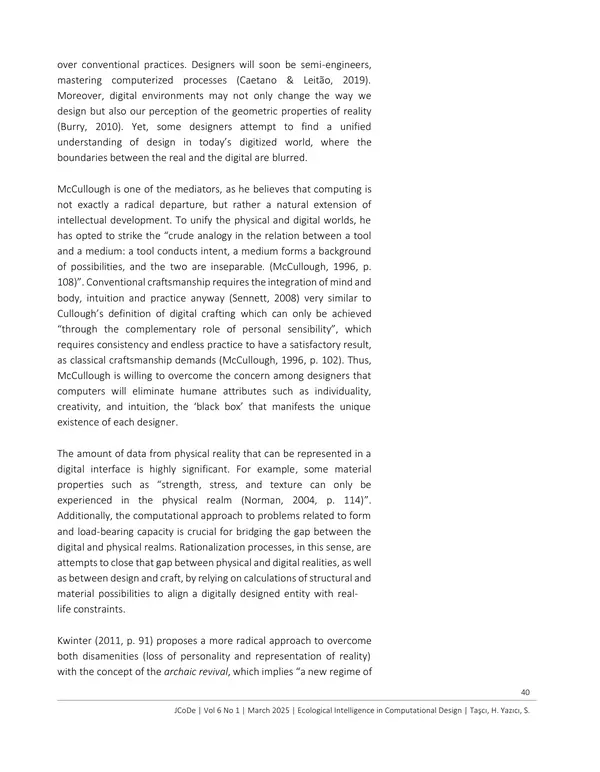 over conventional practices. Designers will soon be semi-engineers,
mastering computerized processes (Caetano & Leitão, 2019).
Moreover, digital environments may not only change the way we
design but also our perception of the geometric properties of reality
(Burry, 2010). Yet, some designers attempt to find a unified
understanding of design in today’s digitized world, where the
boundaries between the real and the digital are blurred.
McCullough is one of the mediators, as he believes that computing is
not exactly a radical departure, but rather a natural extension of
intellectual development. To unify the physical and digital worlds, he
has opted to strike the “crude analogy in the relation between a tool
and a medium: a tool conducts intent, a medium forms a background
of possibilities, and the two are inseparable. (McCullough, 1996, p.
108)”. Conventional craftsmanship requires the integration of mind and
body, intuition and practice anyway (Sennett, 2008) very similar to
Cullough’s definition of digital crafting which can only be achieved
“through the complementary role of personal sensibility”, which
requires consistency and endless practice to have a satisfactory result,
as classical craftsmanship demands (McCullough, 1996, p. 102). Thus,
McCullough is willing to overcome the concern among designers that
computers will eliminate humane attributes such as individuality,
creativity, and intuition, the ‘black box’ that manifests the unique
existence of each designer.
The amount of data from physical reality that can be represented in a
digital interface is highly significant. For example, some material
properties such as “strength, stress, and texture can only be
experienced in the physical realm (Norman, 2004, p. 114)”.
Additionally, the computational approach to problems related to form
and load-bearing capacity is crucial for bridging the gap between the
digital and physical realms. Rationalization processes, in this sense, are
attempts to close that gap between physical and digital realities, as well
as between design and craft, by relying on calculations of structural and
material possibilities to align a digitally designed entity with real-
life constraints.
Kwinter (2011, p. 91) proposes a more radical approach to overcome
both disamenities (loss of personality and representation of reality)
with the concept of the archaic revival, which implies “a new regime of
40
JCoDe | Vol 6 No 1 | March 2025 | Ecological Intelligence in Computational Design | Taşcı, H. Yazıcı, S.